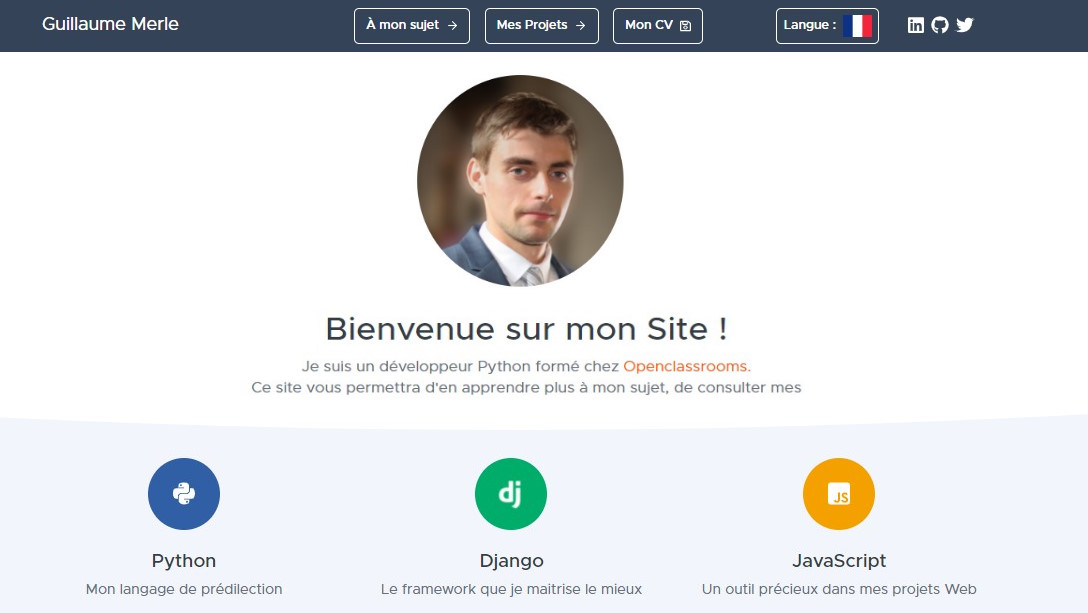 Guillaume Merle
À mon sujet
Mes Projets
Mon CV
Langue :
in
Bienvenue sur mon Site !
Je suis un développeur Python formé chez Openclassrooms.
Ce site vous permettra d'en apprendre plus à mon sujet, de consulter mes
dj
JS
Python
Django
JavaScript
Mon langage de prédilection
Le framework que je maitrise le mieux
Un outil précieux dans mes projets Web